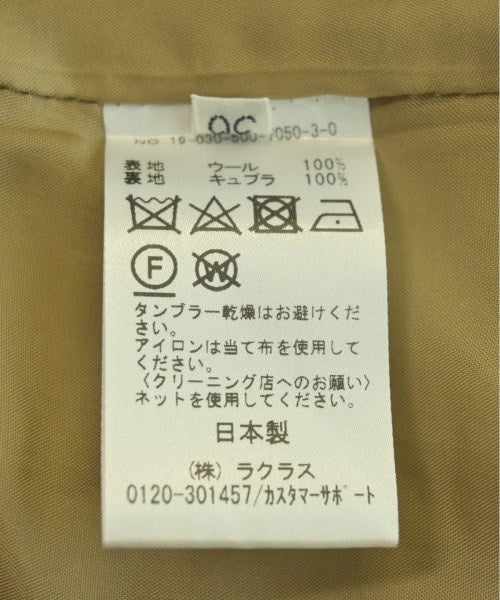 QC
表地 ウール 100%
裏地 キュプラ 100%
F
W
タンブラー乾燥はお避けくだ
さい。
アイロンは当て布を使用して
ください。
〈クリーニング店へのお願い〉
ネットを使用してください。
日本製
(株) ラクラス
0120-301457/カスタマーサポート